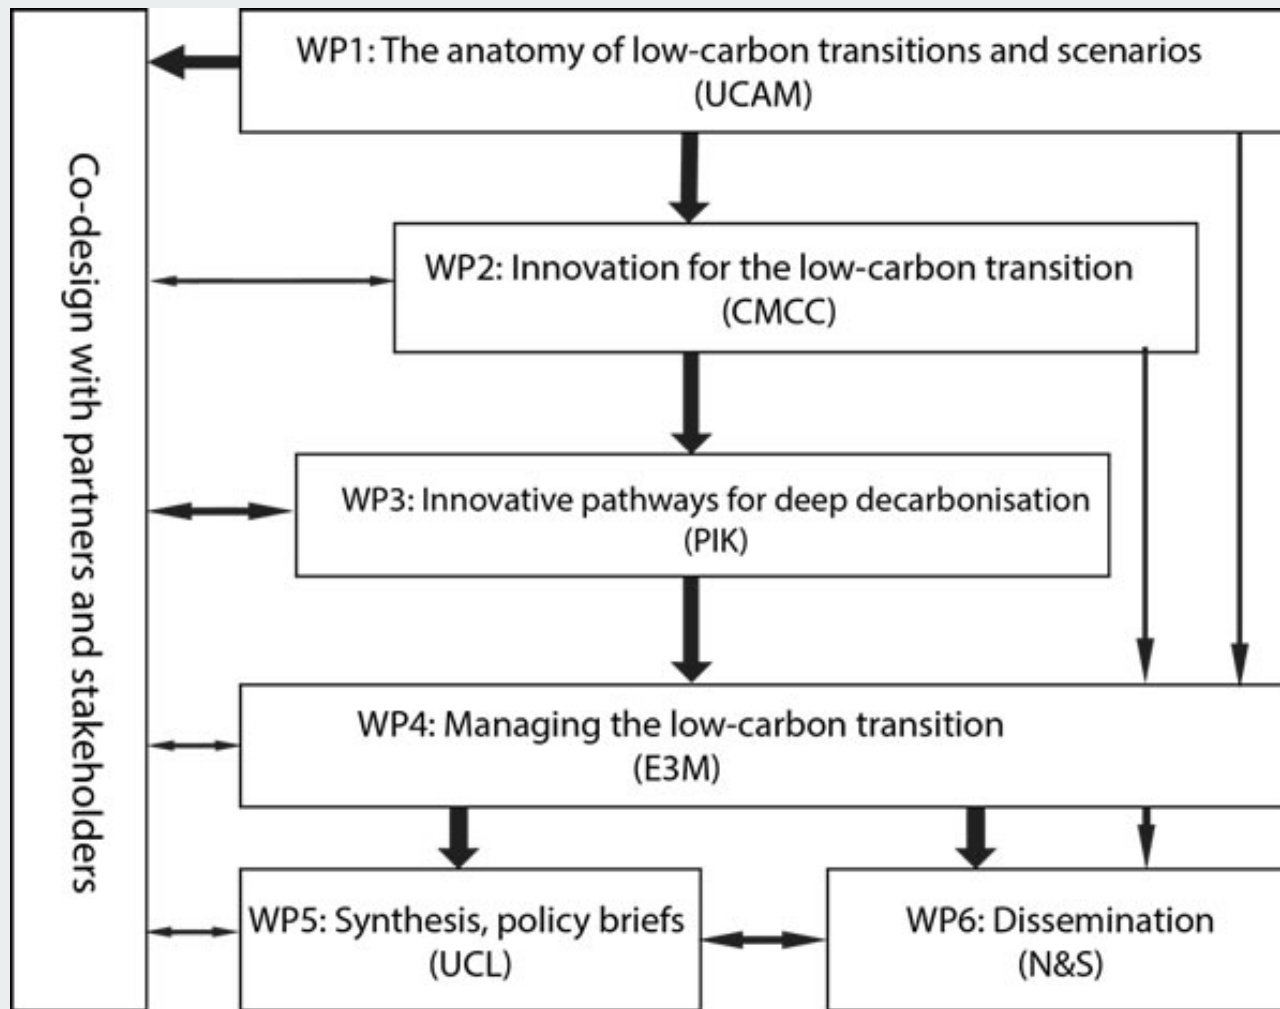 Co-design with partners and stakeholders
WP1: The anatomy of low-carbon transitions and scenarios
(UCAM)
WP2: Innovation for the low-carbon transition
(CMCC)
WP3: Innovative pathways for deep decarbonisation
(PIK)
WP4: Managing the low-carbon transition
(E3M)
WP5: Synthesis, policy briefs
(UCL)
WP6: Dissemination
(N&S)